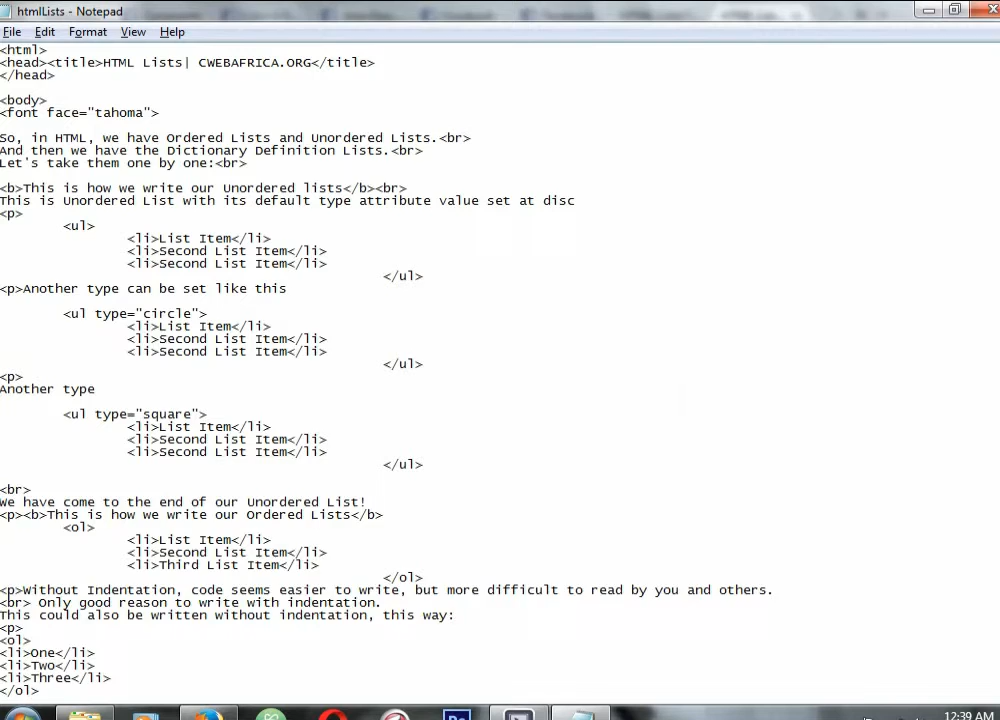 htmlLists - Notepad
File Edit Format View Help
<html>
<head><title>HTML Lists| CWEBAFRICA.ORG</title>
</head>
<body>
<font face="tahoma">
So, in HTML, we have Ordered Lists and Unordered Lists.<br>
And then we have the Dictionary Definition Lists.<br>
Let's take them one by one:<br>
<b>This is how we write our Unordered lists</b><br>
This is Unordered List with its default type attribute value set at disc
<p>
<ul>
<li>List Item</li>
<li>Second List Item</li>
<li>Second List Item</li>
</ul>
<p>Another type can be set like this
<ul type="circle">
<li>List Item</li>
<li>Second List Item</li>
<li>Second List Item</li>
</ul>
<p>
Another type
<ul type="square">
<li>List Item</li>
<li>Second List Item</li>
<li>Second List Item</li>
</ul>
<br>
We have come to the end of our Unordered List!
<p><b>This is how we write our Ordered Lists</b>
<ol>
<li>List Item</li>
<li>Second List Item</li>
<li>Third List Item</li>
</ol>
<p>Without Indentation, code seems easier to write, but more difficult to read by you and others.
<br> Only good reason to write with indentation.
This could also be written without indentation, this way:
<p>
<ol>
<li>One</li>
<li>Two</li>
<li>Three</li>
</ol>
12:39 AM